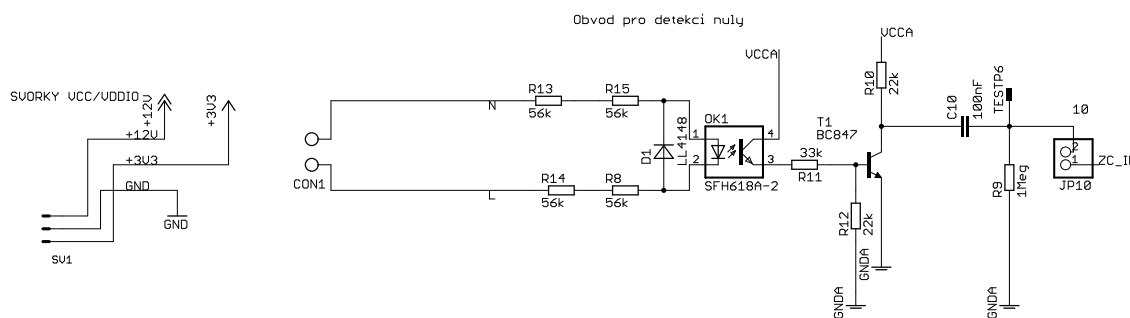 Obvod pro detekci nuly
SVORKY VCC/VDDIO
+12V
+3V3
+12V
+3V3
GND
GND
SV1
CON1
N
L
R13
56k
R15
56k
R14
56k
R8
56k
D1
LL4148
VCCA
OK1
1
2
4
3
SFH618A-2
33k
R11
T1
BC847
R12
22k
GNDA
GNDA
VCCA
R10
22k
C10
100nF
TESTP6
R9
1Meg
GNDA
10
2
1
JP10